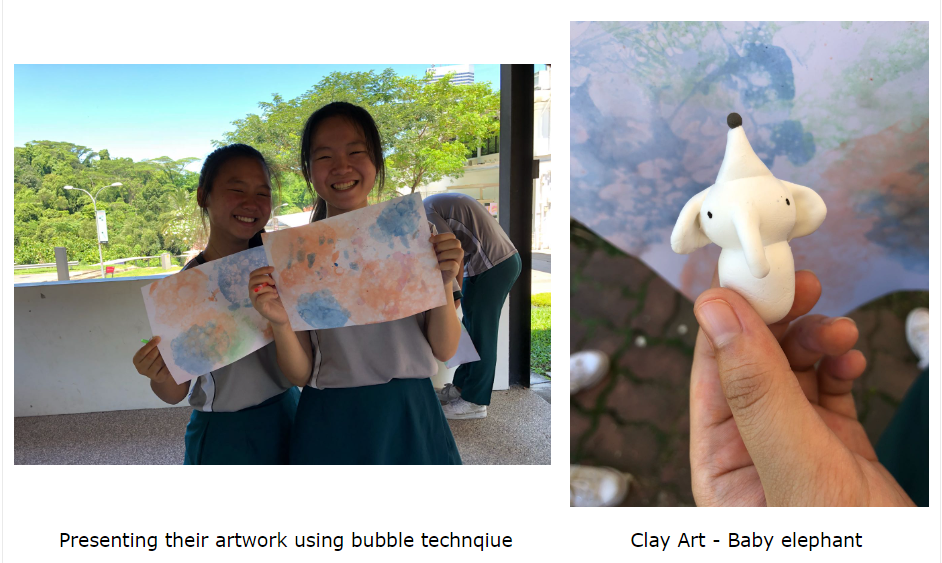 Presenting their artwork using bubble technqiue
Clay Art - Baby elephant